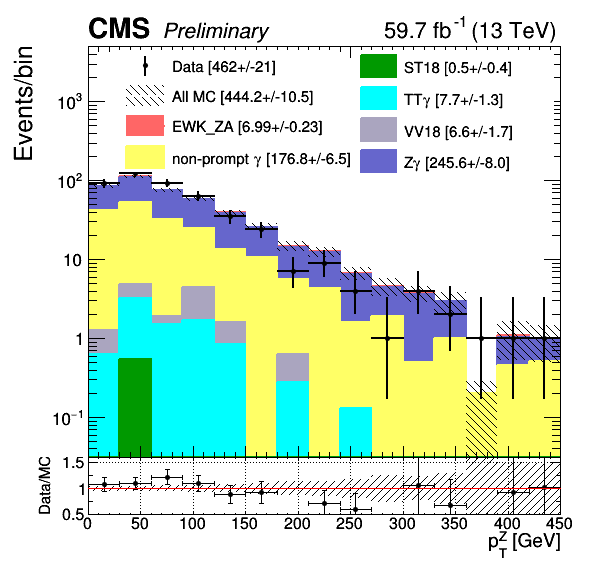 CMS Preliminary 59.7 fb⁻¹ (13 TeV)
Events/bin
Data [462+/-21]
All MC [444.2+/-10.5]
EWK_ZA [6.99+/-0.23]
non-prompt γ [176.8+/-6.5]
ST18 [0.5+/-0.4]
TTγ [7.7+/-1.3]
VV18 [6.6+/-1.7]
Zγ [245.6+/-8.0]
10³
10²
10
1
10⁻¹
Data/MC
1.5
1
0.5
0 50 100 150 200 250 300 350 400 450
p_T^Z [GeV]